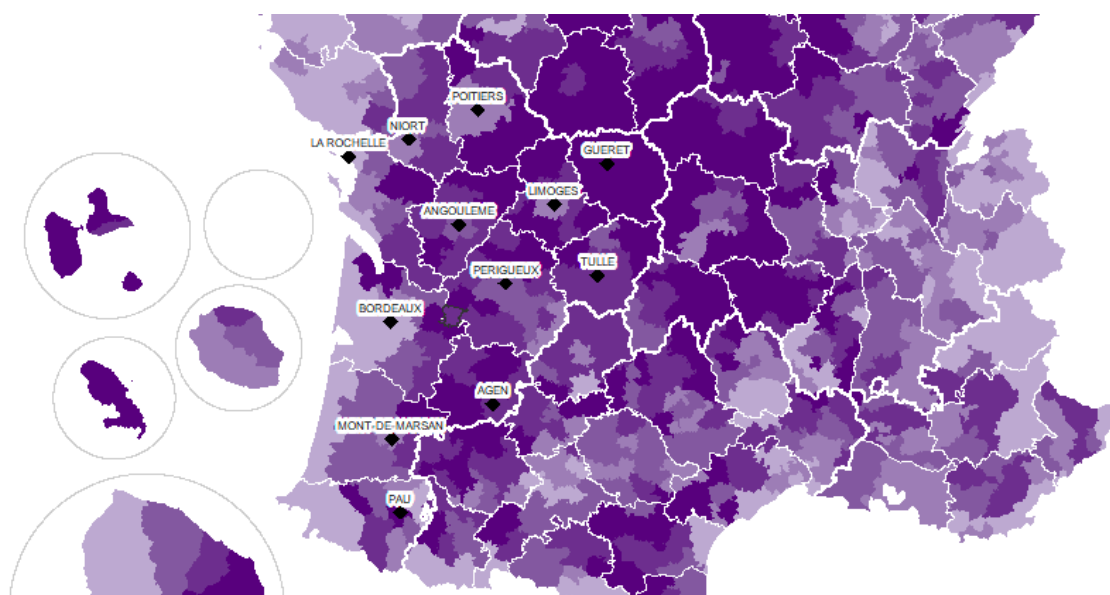 POITIERS
NIORT
LA ROCHELLE
GUERET
LIMOGES
ANGOULEME
TULLE
PERIGUEUX
BORDEAUX
AGEN
MONT-DE-MARSAN
PAU